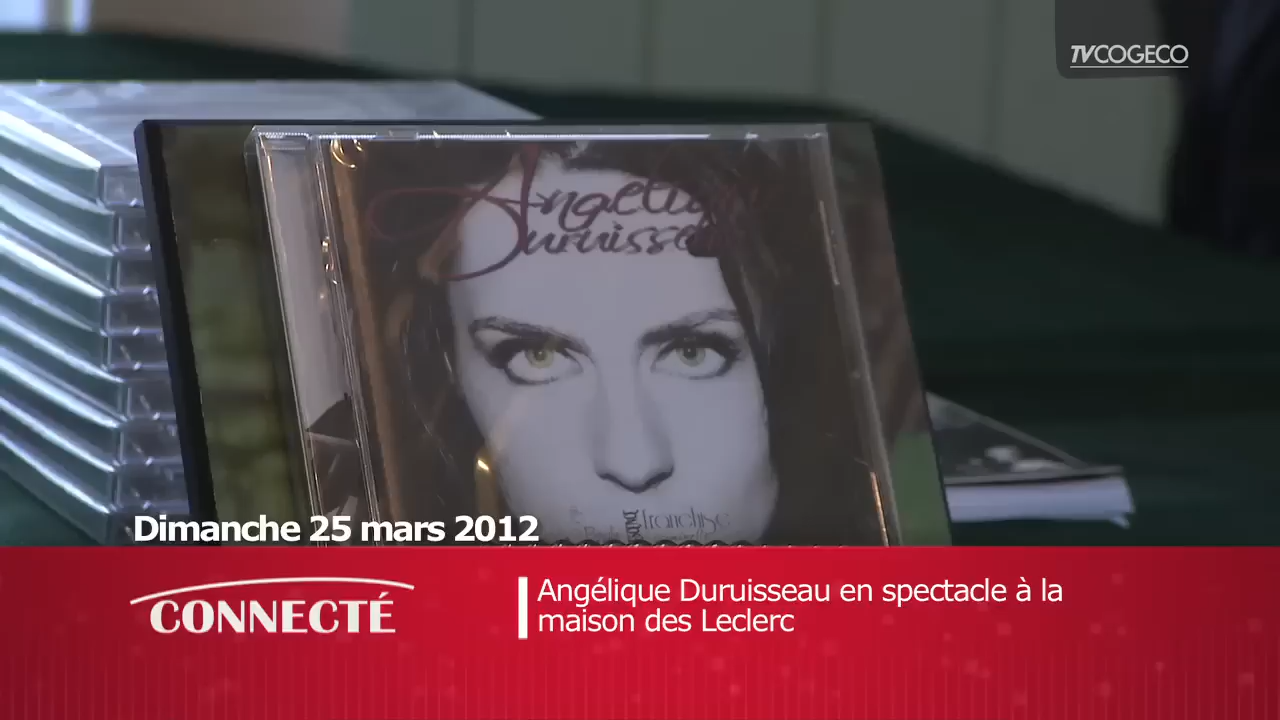 TVCOGECO
Angélique
Duruisseau
franchise
Dimanche 25 mars 2012
CONNECTÉ
Angélique Duruisseau en spectacle à la
maison des Leclerc